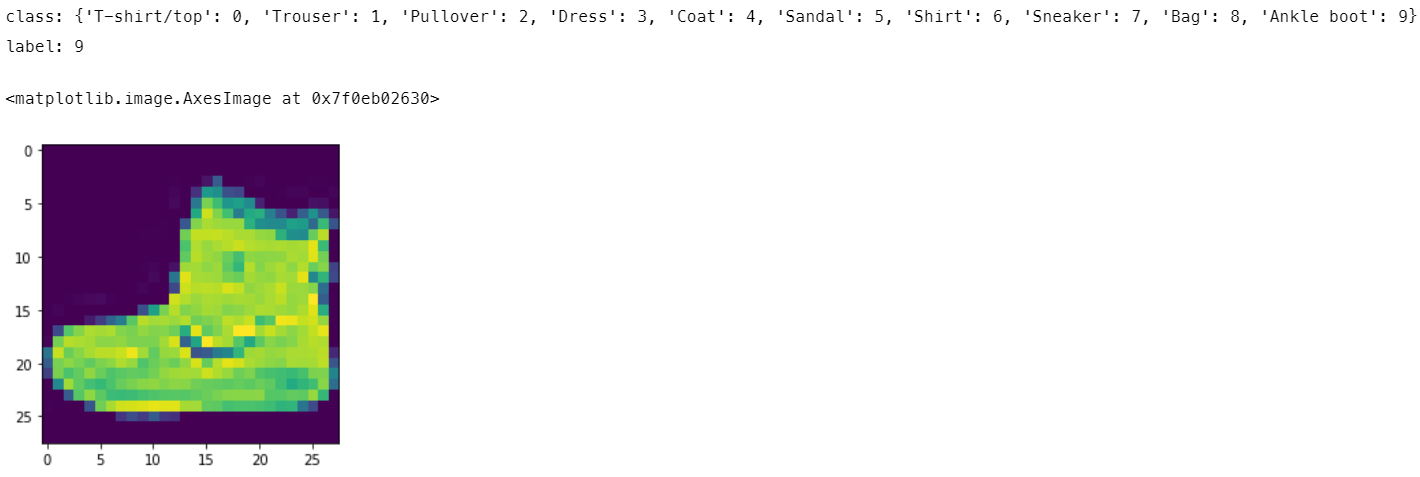 class: {'T-shirt/top': 0, 'Trouser': 1, 'Pullover': 2, 'Dress': 3, 'Coat': 4, 'Sandal': 5, 'Shirt': 6, 'Sneaker': 7, 'Bag': 8, 'Ankle boot': 9}
label: 9
<matplotlib.image.AxesImage at 0x7f0eb02630>
0
5
10
15
20
25
0 5 10 15 20 25